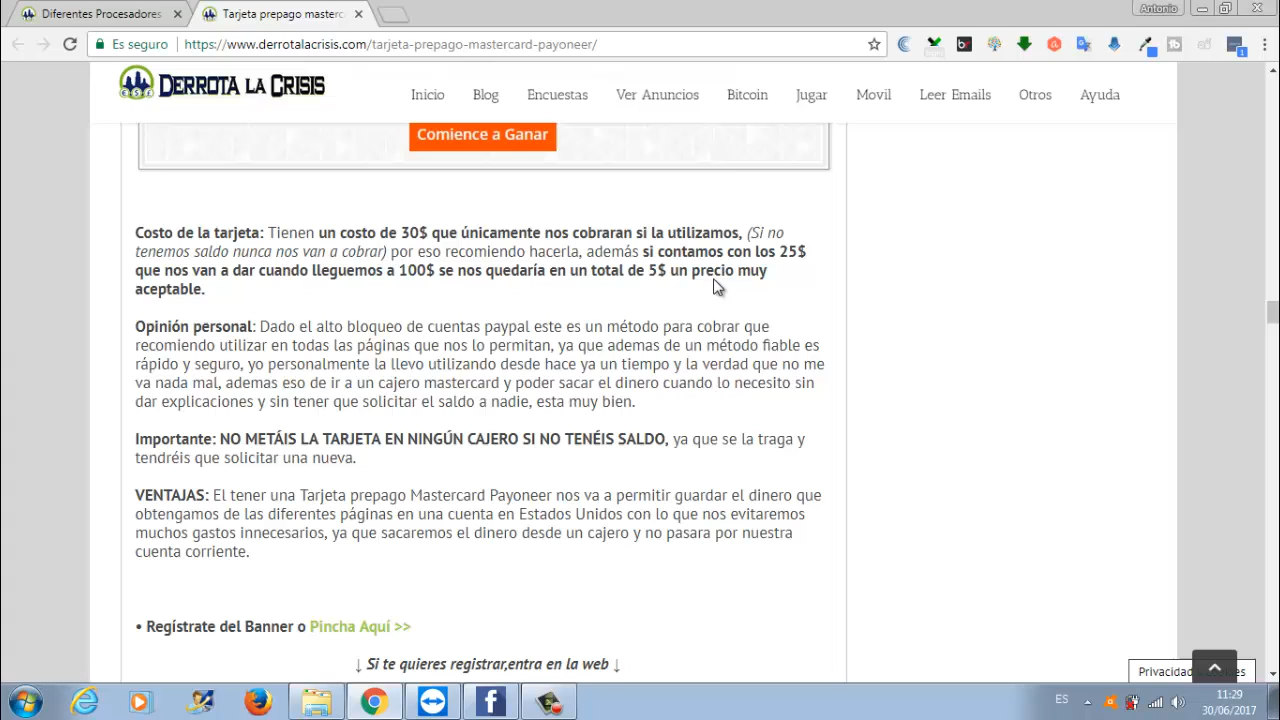 Diferentes Procesadores
Tarjeta prepago masterc
Antonio
Es seguro
https://www.derrotalacrisis.com/tarjeta-prepago-mastercard-payoneer/
DERROTA LA CRISIS
Inicio Blog Encuestas Ver Anuncios Bitcoin Jugar Movil Leer Emails Otros Ayuda
Comience a Ganar
Costo de la tarjeta: Tienen un costo de 30$ que únicamente nos cobraran si la utilizamos, (Si no
tenemos saldo nunca nos van a cobrar) por eso recomiendo hacerla, además si contamos con los 25$
que nos van a dar cuando lleguemos a 100$ se nos quedaría en un total de 5$ un precio muy
aceptable.
Opinión personal: Dado el alto bloqueo de cuentas paypal este es un método para cobrar que
recomiendo utilizar en todas las páginas que nos lo permitan, ya que ademas de un método fiable es
rápido y seguro, yo personalmente la llevo utilizando desde hace ya un tiempo y la verdad que no me
va nada mal, ademas eso de ir a un cajero mastercard y poder sacar el dinero cuando lo necesito sin
dar explicaciones y sin tener que solicitar el saldo a nadie, esta muy bien.
Importante: NO METÁIS LA TARJETA EN NINGÚN CAJERO SI NO TENÉIS SALDO, ya que se la traga y
tendréis que solicitar una nueva.
VENTAJAS: El tener una Tarjeta prepago Mastercard Payoneer nos va a permitir guardar el dinero que
obtengamos de las diferentes páginas en una cuenta en Estados Unidos con lo que nos evitaremos
muchos gastos innecesarios, ya que sacaremos el dinero desde un cajero y no pasara por nuestra
cuenta corriente.
• Regístrate del Banner o Pincha Aquí >>
↓ Si te quieres registrar,entra en la web ↓
Privacidad
ES
11:29
30/06/2017